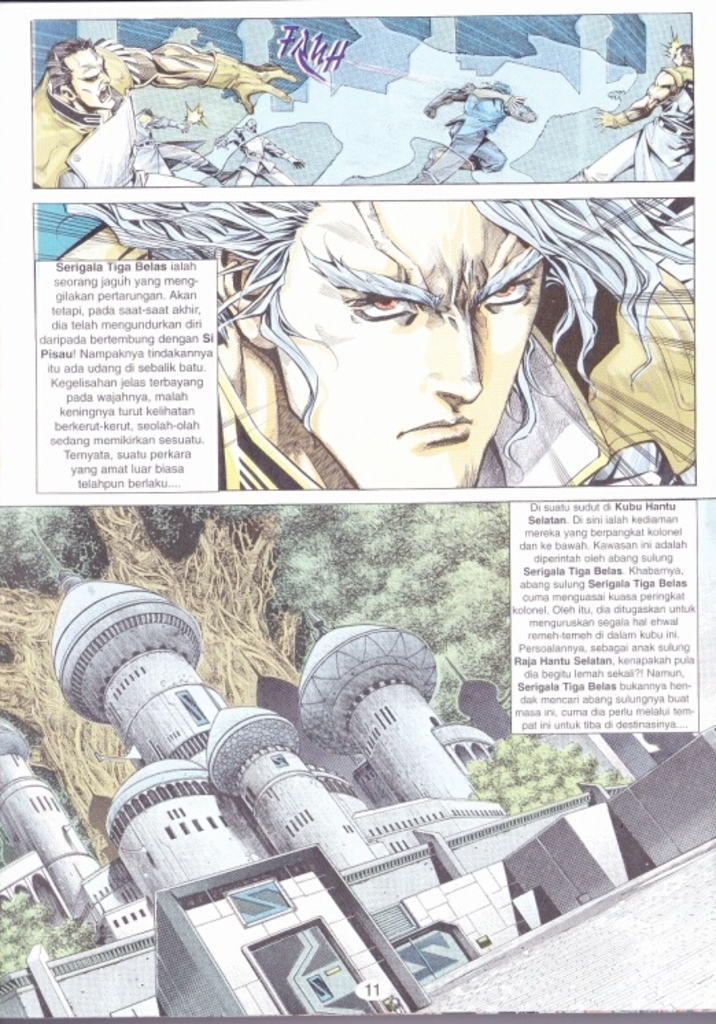 FAUH
Serigala Tiga Belas ialah
seorang jaguh yang meng-
gilakan pertarungan. Akan
tetapi, pada saat-saat akhir,
dia telah mengundurkan diri
daripada bertembung dengan Si
Pisau! Nampaknya tindakannya
itu ada udang di sebalik batu.
Kegelisahan jelas terbayang
pada wajahnya, malah
keningnya turut kelihatan
berkerut-kerut, seolah-olah
sedang memikirkan sesuatu.
Ternyata, suatu perkara
yang amat luar biasa
telahpun berlaku....
Di suatu sudut di Kubu Hantu
Selatan. Di sini ialah kediaman
mereka yang berpangkat kolonel
dan ke bawah. Kawasan ini adalah
diperintah oleh abang sulung
Serigala Tiga Belas. Khabarnya,
abang sulung Serigala Tiga Belas
cuma menguasai kuasa peringkat
kolonel. Oleh itu, dia ditugaskan untuk
menguruskan segala hal ehwal
remeh-temeh di dalam kubu ini.
Persoalannya, sebagai anak sulung
Raja Hantu Selatan, kenapakah pula
dia begitu lemah sekali?! Namun,
Serigala Tiga Belas bukannya hen-
dak mencari abang sulungnya buat
masa ini, cuma dia perlu melalui tem-
pat ini untuk tiba di destinasinya....
11